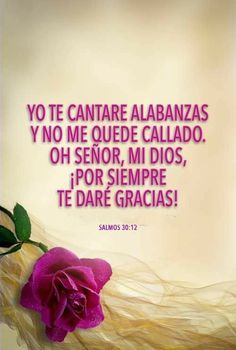 YO TE CANTARE ALABANZAS
Y NO ME QUEDE CALLADO.
OH SEÑOR, MI DIOS,
¡POR SIEMPRE
TE DARÉ GRACIAS!
SALMOS 30:12